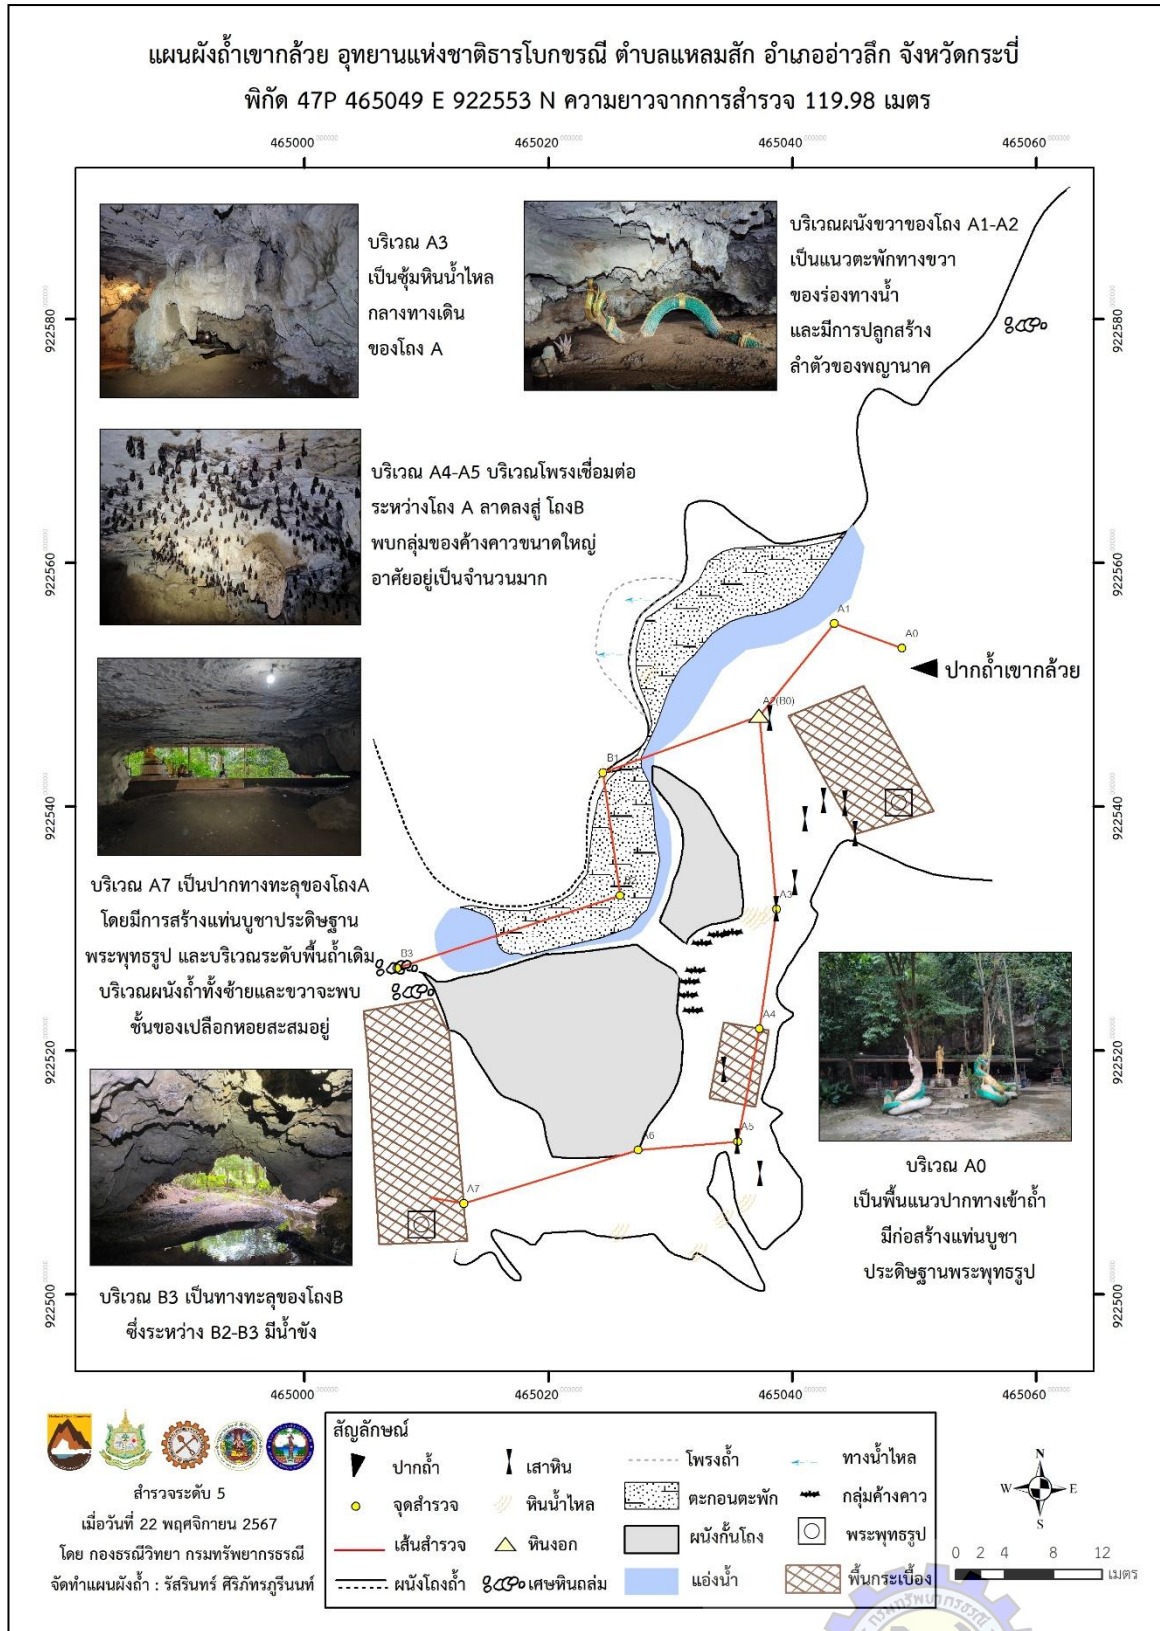 แผนผังถ้ำเขากล้วย อุทยานแห่งชาติธารโบกขรณี ตำบลแหลมสัก อำเภออ่าวลึก จังหวัดกระบี่
พิกัด 47P 465049 E 922553 N ความยาวจากการสำรวจ 119.98 เมตร
465000
465020
465040
465060
บริเวณ A3
เป็นซุ้มหินน้ำไหล
กลางทางเดิน
ของโถง A
บริเวณผนังขวาของโถง A1-A2
เป็นแนวตะพักทางขวา
ของร่องทางน้ำ
และมีการปลูกสร้าง
ลำตัวของพญานาค
922580
922580
บริเวณ A4-A5 บริเวณโพรงเชื่อมต่อ
ระหว่างโถง A ลาดลงสู่ โถงB
พบกลุ่มของค้างคาวขนาดใหญ่
อาศัยอยู่เป็นจำนวนมาก
922560
922560
A1
A0
ปากถ้ำเขากล้วย
A2(B0)
B1
922540
922540
บริเวณ A7 เป็นปากทางทะลุของโถงA
โดยมีการสร้างแท่นบูชาประดิษฐาน
พระพุทธรูป และบริเวณระดับพื้นถ้ำเดิม
บริเวณผนังถ้ำทั้งซ้ายและขวาจะพบ
ชั้นของเปลือกหอยสะสมอยู่
B2
A3
B3
A4
922520
922520
A5
A6
A7
บริเวณ A0
เป็นพื้นแนวปากทางเข้าถ้ำ
มีก่อสร้างแท่นบูชา
ประดิษฐานพระพุทธรูป
บริเวณ B3 เป็นทางทะลุของโถงB
ซึ่งระหว่าง B2-B3 มีน้ำขัง
922500
922500
465000
465020
465040
465060
สำรวจระดับ 5
เมื่อวันที่ 22 พฤศจิกายน 2567
โดย กองธรณีวิทยา กรมทรัพยากรธรณี
จัดทำแผนผังถ้ำ : รัสรินทร์ ศิริภัทรภูรีนนท์
สัญลักษณ์
ปากถ้ำ
เสาหิน
โพรงถ้ำ
ทางน้ำไหล
จุดสำรวจ
หินน้ำไหล
ตะกอนตะพัก
กลุ่มค้างคาว
เส้นสำรวจ
หินงอก
ผนังกั้นโถง
พระพุทธรูป
ผนังโถงถ้ำ
เศษหินถล่ม
แอ่งน้ำ
พื้นกระเบื้อง
N
W E
S
0 2 4 8 12
เมตร
กรมทรัพยากรธรณี